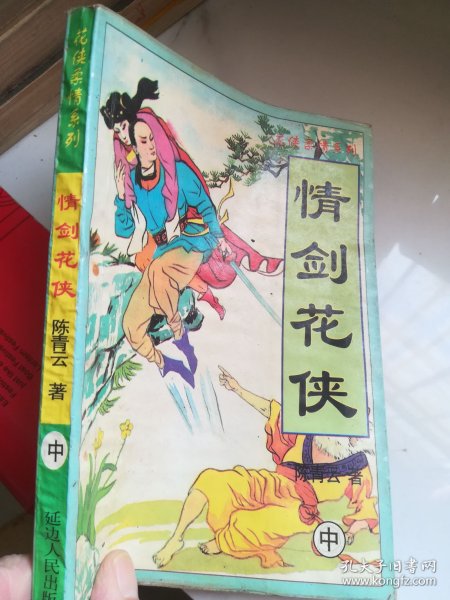 花侠柔情系列
情剑花侠
陈青云 著
中
延边人民出版
花侠柔情系列
情剑花侠
陈青云 著
中
孔夫子旧书网
www.kongfz.com